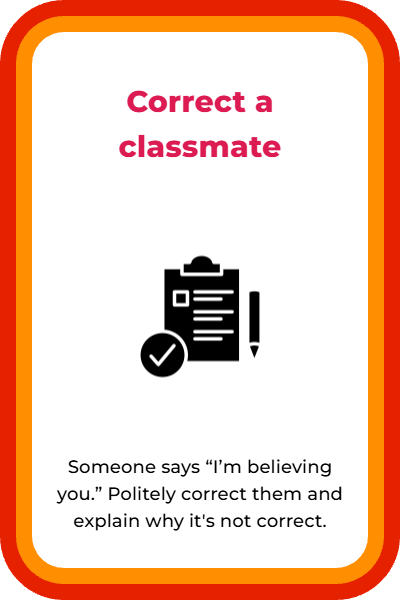 Correct a
classmate
Someone says “I’m believing
you.” Politely correct them and
explain why it's not correct.